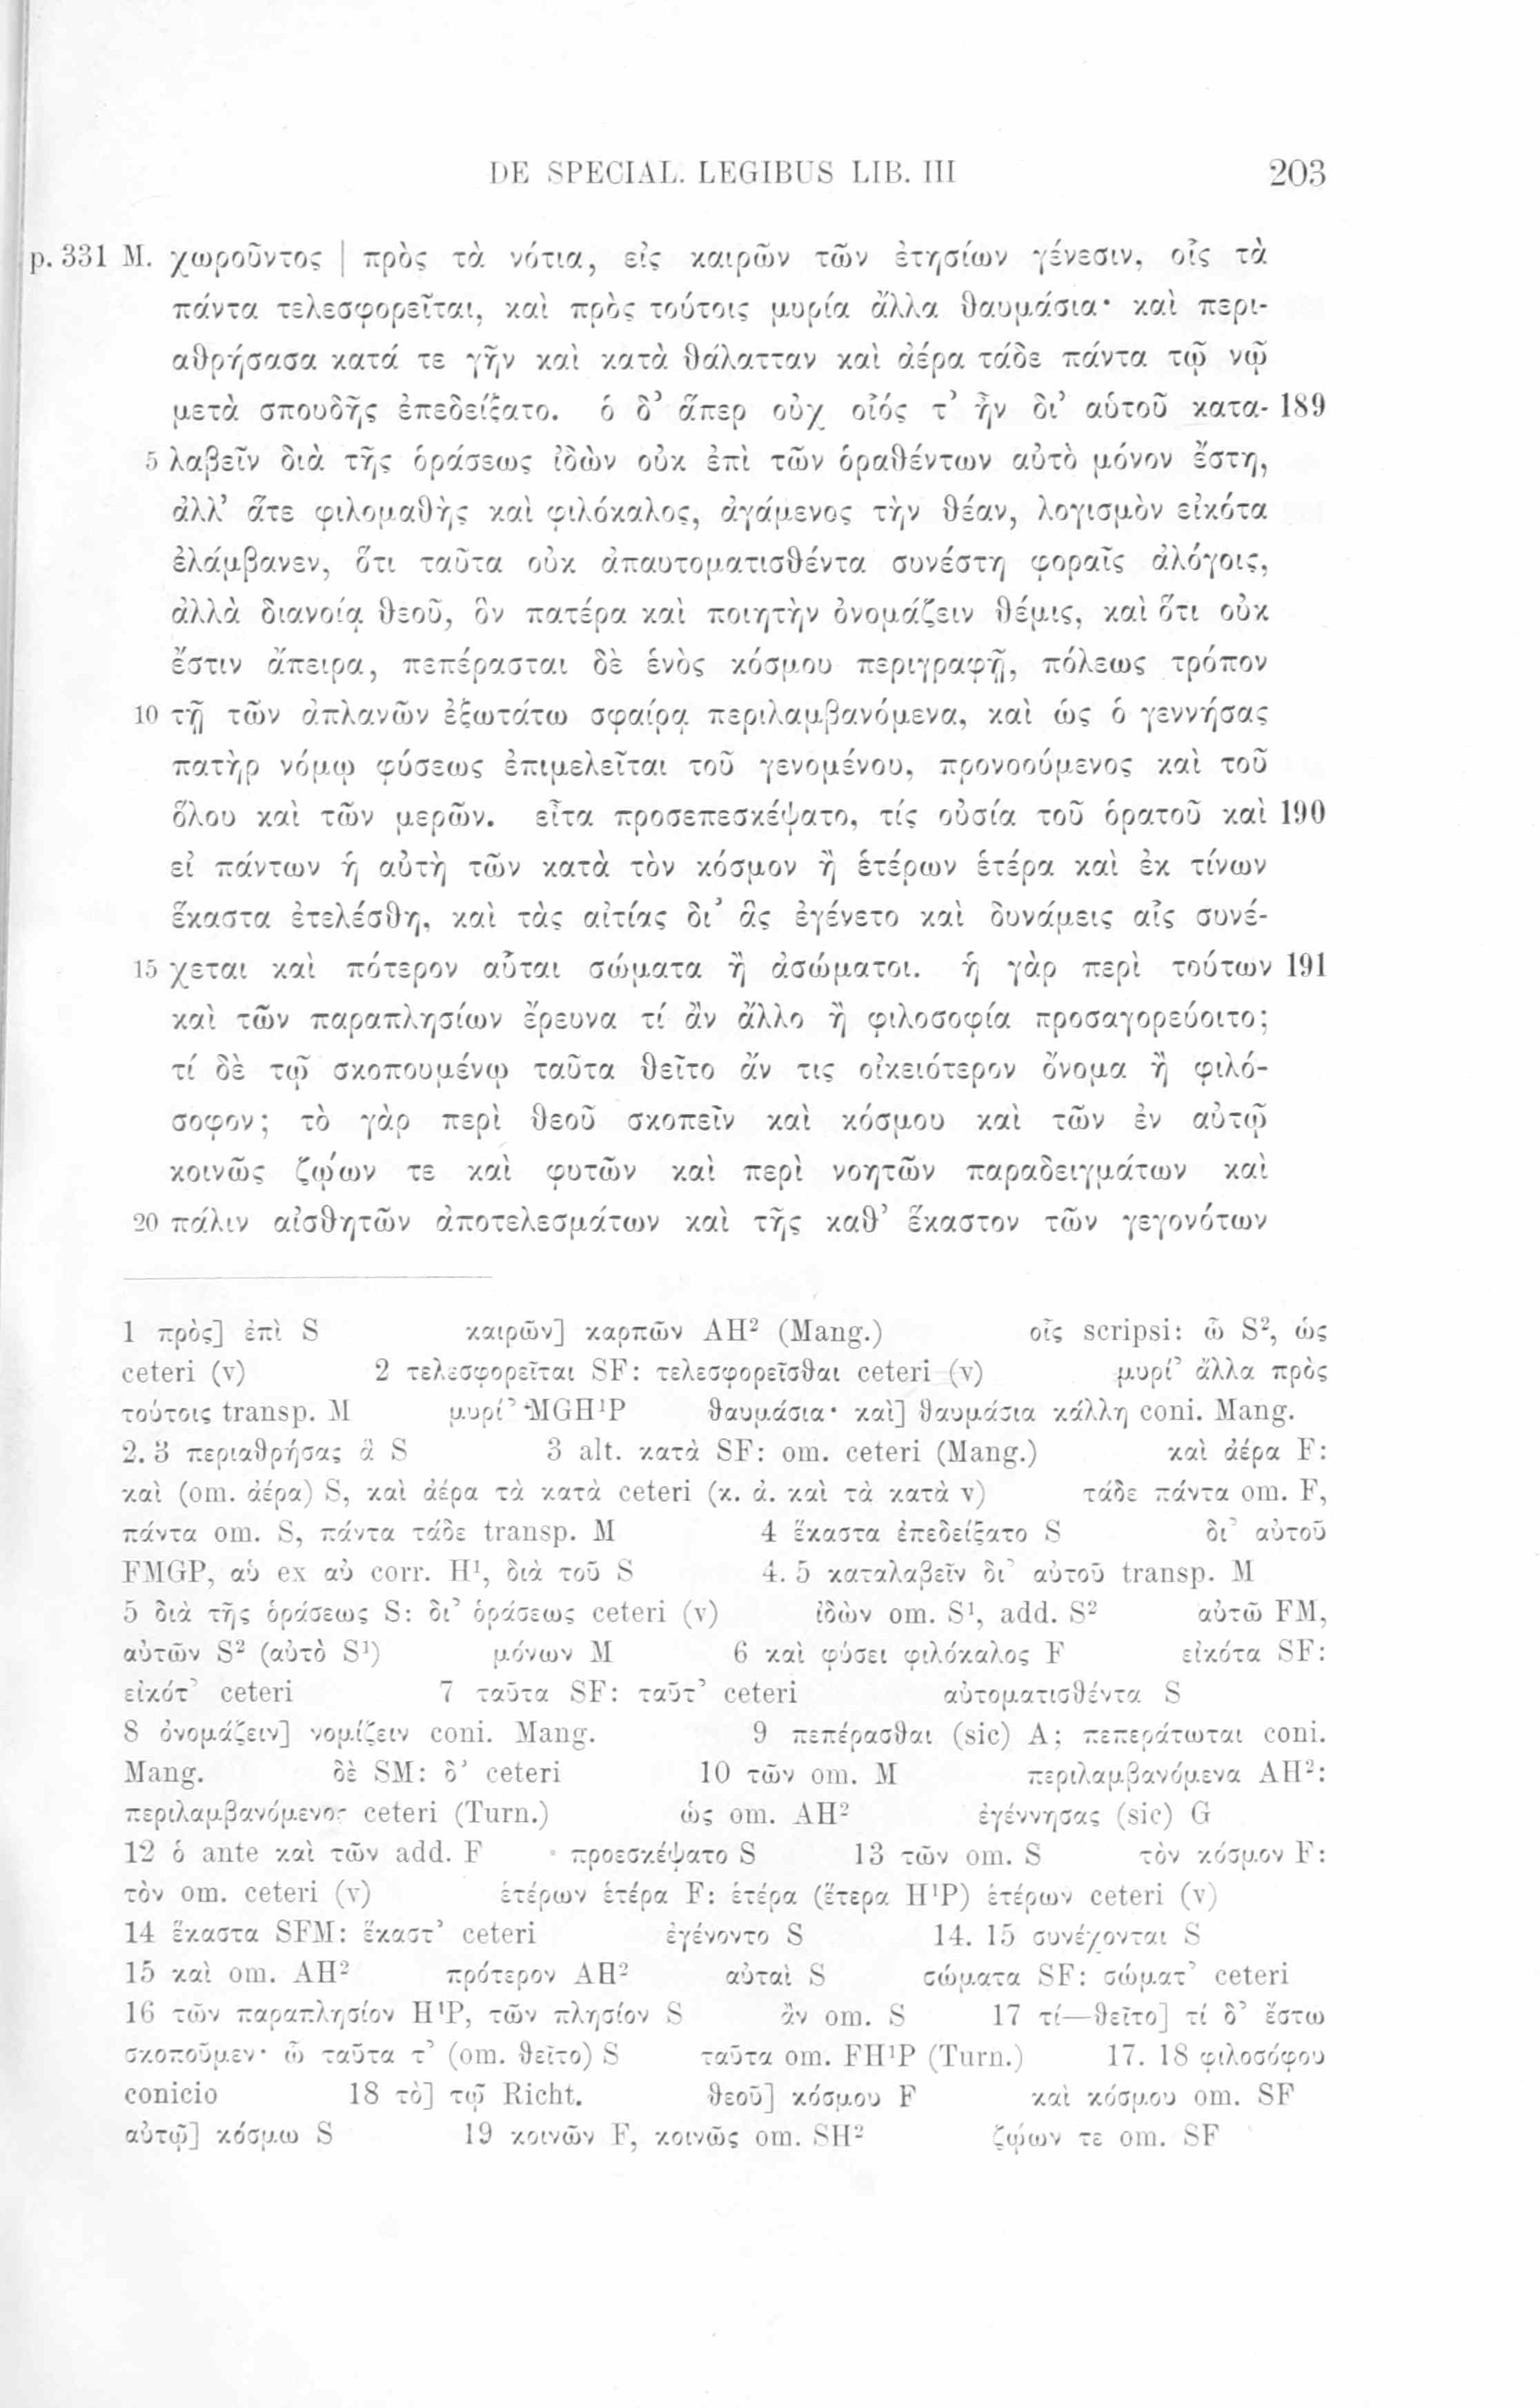 DE SPECIAL. LEGIBUS LIB. III 203
p. 331 M. χωροῦντος | πρὸς τὰ νότια, εἰς καιρῶν τῶν ἐτησίων γένεσιν, οἷς τὰ
πάντα τελεσφορεῖται, καὶ πρὸς τούτοις μυρία ἄλλα θαυμάσια· καὶ περι-
αθρήσασα κατά τε γῆν καὶ κατὰ θάλατταν καὶ ἀέρα τάδε πάντα τῷ νῷ
μετὰ σπουδῆς ἐπεδείξατο. ὁ δ’ ἅπερ οὐχ οἷός τ’ ἦν δι’ αὑτοῦ κατα- 189
5 λαβεῖν διὰ τῆς ὁράσεως ἰδὼν οὐκ ἐπὶ τῶν ὁραθέντων αὐτὸ μόνον ἔστη,
ἀλλ’ ἅτε φιλομαθὴς καὶ φιλόκαλος, ἀγάμενος τὴν θέαν, λογισμὸν εἰκότα
ἐλάμβανεν, ὅτι ταῦτα οὐκ ἀπαυτοματισθέντα συνέστη φοραῖς ἀλόγοις,
ἀλλὰ διανοίᾳ θεοῦ, ὃν πατέρα καὶ ποιητὴν ὀνομάζειν θέμις, καὶ ὅτι οὐκ
ἔστιν ἄπειρα, πεπέρασται δὲ ἑνὸς κόσμου περιγραφῇ, πόλεως τρόπον
10 τῇ τῶν ἀπλανῶν ἐξωτάτω σφαίρᾳ περιλαμβανόμενα, καὶ ὡς ὁ γεννήσας
πατὴρ νόμῳ φύσεως ἐπιμελεῖται τοῦ γενομένου, προνοούμενος καὶ τοῦ
ὅλου καὶ τῶν μερῶν. εἶτα προσεπεσκέψατο, τίς οὐσία τοῦ ὁρατοῦ καὶ 190
εἰ πάντων ἡ αὐτὴ τῶν κατὰ τὸν κόσμον ἢ ἑτέρων ἑτέρα καὶ ἐκ τίνων
ἕκαστα ἐτελέσθη, καὶ τὰς αἰτίας δι’ ἃς ἐγένετο καὶ δυνάμεις αἷς συνέ-
15 χεται καὶ πότερον αὗται σώματα ἢ ἀσώματοι. ἡ γὰρ περὶ τούτων 191
καὶ τῶν παραπλησίων ἔρευνα τί ἂν ἄλλο ἢ φιλοσοφία προσαγορεύοιτο;
τί δὲ τῷ σκοπουμένῳ ταῦτα θεῖτο ἄν τις οἰκειότερον ὄνομα ἢ φιλό-
σοφον; τὸ γὰρ περὶ θεοῦ σκοπεῖν καὶ κόσμου καὶ τῶν ἐν αὐτῷ
κοινῶς ζῴων τε καὶ φυτῶν καὶ περὶ νοητῶν παραδειγμάτων καὶ
20 πάλιν αἰσθητῶν ἀποτελεσμάτων καὶ τῆς καθ’ ἕκαστον τῶν γεγονότων
1 πρὸς] ἐπὶ S καιρῶν] καρπῶν AH² (Mang.) οἷς scripsi: ᾧ S², ὡς
ceteri (v) 2 τελεσφορεῖται SF: τελεσφορεῖσθαι ceteri (v) μυρί’ ἄλλα πρὸς
τούτοις transp. M μυρί’ MGH¹P θαυμάσια· καὶ] θαυμάσια κάλλη coni. Mang.
2. 3 περιαθρήσας ἃ S 3 alt. κατὰ SF: om. ceteri (Mang.) καὶ ἀέρα F:
καὶ (om. ἀέρα) S, καὶ ἀέρα τὰ κατὰ ceteri (κ. ἀ. καὶ τὰ κατὰ v) τάδε πάντα om. F,
πάντα om. S, πάντα τάδε transp. M 4 ἕκαστα ἐπεδείξατο S δι’ αὑτοῦ
FMGP, αὑ ex αὐ corr. H¹, διὰ τοῦ S 4. 5 καταλαβεῖν δι’ αὑτοῦ transp. M
5 διὰ τῆς ὁράσεως S: δι’ ὁράσεως ceteri (v) ἰδὼν om. S¹, add. S² αὐτῶ FM,
αὐτῶν S² (αὐτὸ S¹) μόνων M 6 καὶ φύσει φιλόκαλος F εἰκότα SF:
εἰκότ’ ceteri 7 ταῦτα SF: ταῦτ’ ceteri αὐτοματισθέντα S
8 ὀνομάζειν] νομίζειν coni. Mang. 9 πεπέρασθαι (sic) A; πεπεράτωται coni.
Mang. δὲ SM: δ’ ceteri 10 τῶν om. M περιλαμβανόμενα AH²:
περιλαμβανόμενος ceteri (Turn.) ὡς om. AH² ἐγέννησας (sic) G
12 ὁ ante καὶ τῶν add. F προεσκέψατο S 13 τῶν om. S τὸν κόσμον F:
τὸν om. ceteri (v) ἑτέρων ἑτέρα F: ἑτέρα (ἕτερα H¹P) ἑτέρων ceteri (v)
14 ἕκαστα SFM: ἕκαστ’ ceteri ἐγένοντο S 14. 15 συνέχονται S
15 καὶ om. AH² πρότερον AH² αὐταὶ S σώματα SF: σώματ’ ceteri
16 τῶν παραπλησίον H¹P, τῶν πλησίον S ἂν om. S 17 τί—θεῖτο] τί δ’ ἔστω
σκοποῦμεν· ὦ ταῦτα τ’ (om. θεῖτο) S ταῦτα om. FH¹P (Turn.) 17. 18 φιλοσόφου
conicio 18 τὸ] τῷ Richt. θεοῦ] κόσμου F καὶ κόσμου om. SF
αὐτῷ] κόσμω S 19 κοινῶν F, κοινῶς om. SH² ζῴων τε om. SF